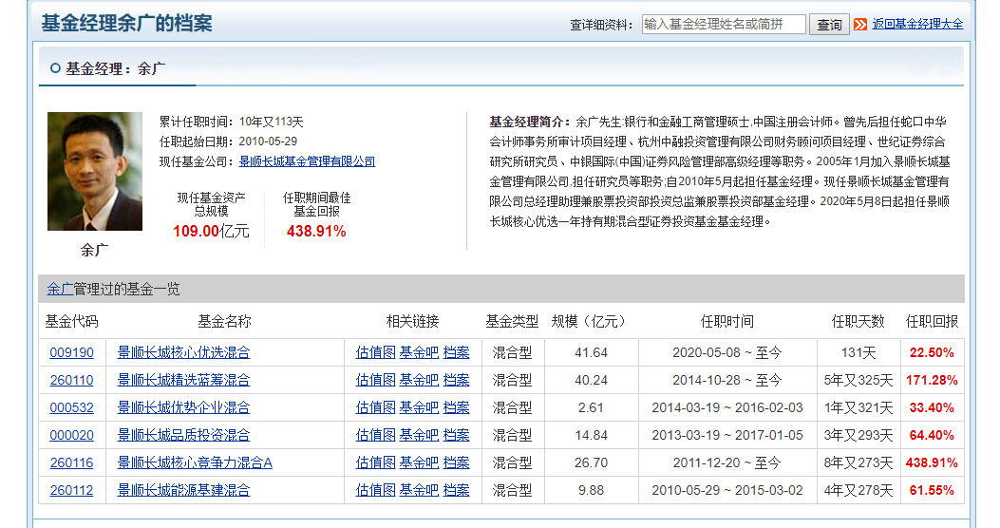 基金经理余广的档案
查详细资料： 输入基金经理姓名或简拼 查询 返回基金经理大全
基金经理：余广
累计任职时间：10年又113天
任职起始日期：2010-05-29
现任基金公司：景顺长城基金管理有限公司
现任基金资产
总规模
109.00亿元
任职期间最佳
基金回报
438.91%
余广
基金经理简介：余广先生:银行和金融工商管理硕士,中国注册会计师。曾先后担任蛇口中华
会计师事务所审计项目经理、杭州中融投资管理有限公司财务顾问项目经理、世纪证券综合
研究所研究员、中银国际(中国)证券风险管理部高级经理等职务。2005年1月加入景顺长城基
金管理有限公司,担任研究员等职务;自2010年5月起担任基金经理。现任景顺长城基金管理有
限公司总经理助理兼股票投资部投资总监兼股票投资部基金经理。2020年5月8日起担任景顺
长城核心优选一年持有期混合型证券投资基金基金经理。
余广管理过的基金一览
基金代码 基金名称 相关链接 基金类型 规模（亿元） 任职时间 任职天数 任职回报
009190 景顺长城核心优选混合 估值图 基金吧 档案 混合型 41.64 2020-05-08 ~ 至今 131天 22.50%
260110 景顺长城精选蓝筹混合 估值图 基金吧 档案 混合型 40.24 2014-10-28 ~ 至今 5年又325天 171.28%
000532 景顺长城优势企业混合 估值图 基金吧 档案 混合型 2.61 2014-03-19 ~ 2016-02-03 1年又321天 33.40%
000020 景顺长城品质投资混合 估值图 基金吧 档案 混合型 14.84 2013-03-19 ~ 2017-01-05 3年又293天 64.40%
260116 景顺长城核心竞争力混合A 估值图 基金吧 档案 混合型 26.70 2011-12-20 ~ 至今 8年又273天 438.91%
260112 景顺长城能源基建混合 估值图 基金吧 档案 混合型 9.88 2010-05-29 ~ 2015-03-02 4年又278天 61.55%